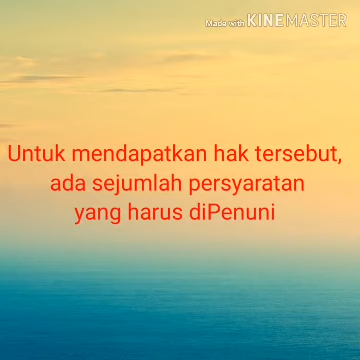 Made with KINEMASTER
Untuk mendapatkan hak tersebut,
ada sejumlah persyaratan
yang harus diPenuni